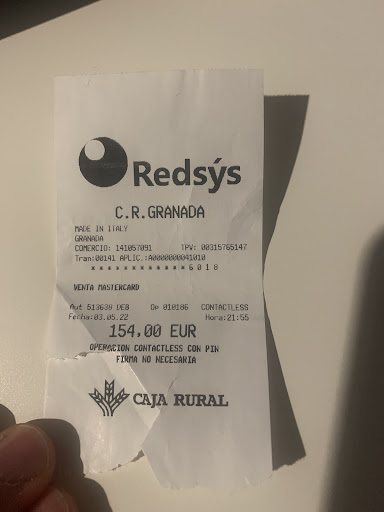 Redsýs
C.R.GRANADA
MADE IN ITALY
GRANADA
COMERCIO: 141057091 TPV: 00315765147
Tran:00141 APLIC.:A0000000041010
************6018
VENTA MASTERCARD
Aut 513639 WEB Op 010186 CONTACTLESS
Fecha:03.05.22 Hora:21:55
154,00 EUR
OPERACION CONTACTLESS CON PIN
FIRMA NO NECESARIA
CAJA RURAL